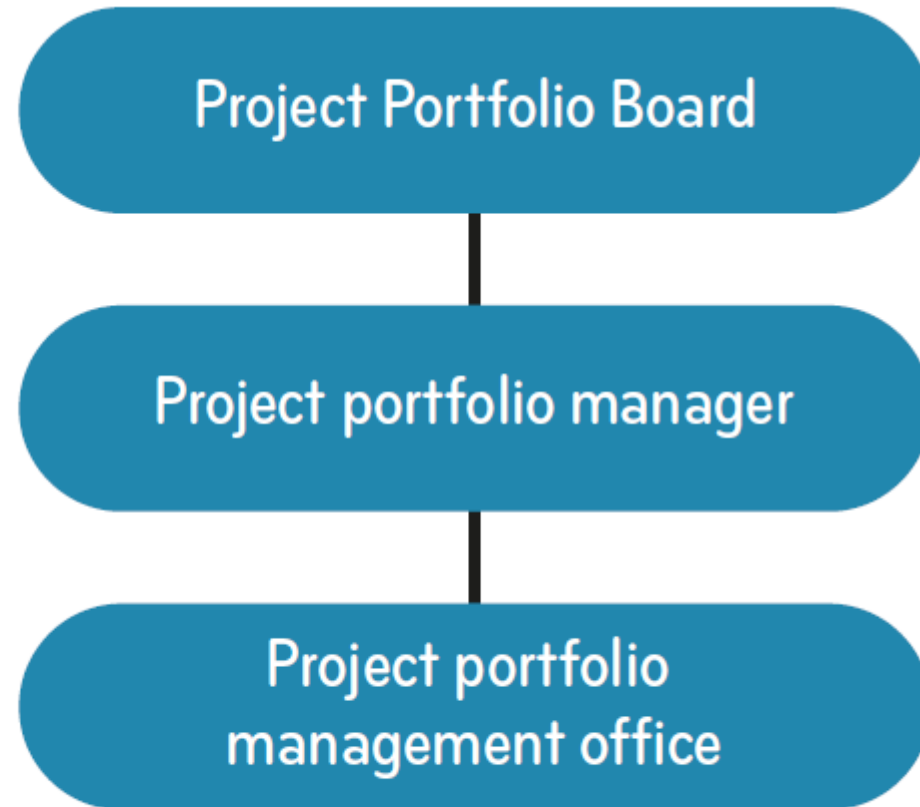 Project Portfolio Board
Project portfolio manager
Project portfolio
management office